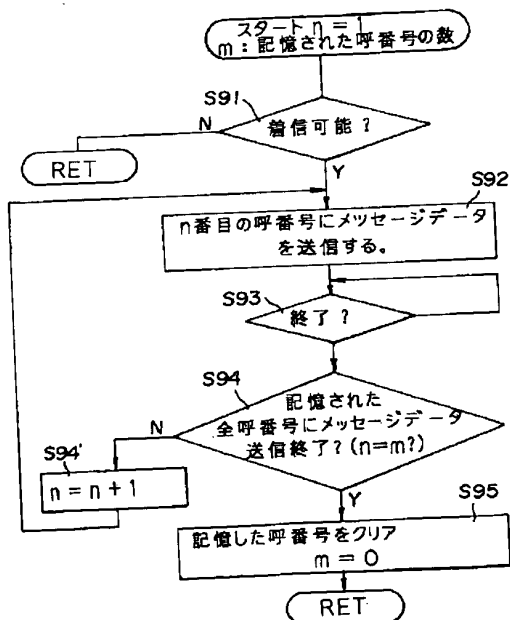 スタート n = 1
m : 記憶された呼番号の数
S91
N
着信可能 ?
RET
Y
S92
n番目の呼番号にメッセージデータ
を送信する。
S93
終了 ?
S94
記憶された
全呼番号にメッセージデータ
送信終了? (n=m?)
N
S94'
n = n + 1
Y
S95
記憶した呼番号をクリア
m = 0
RET